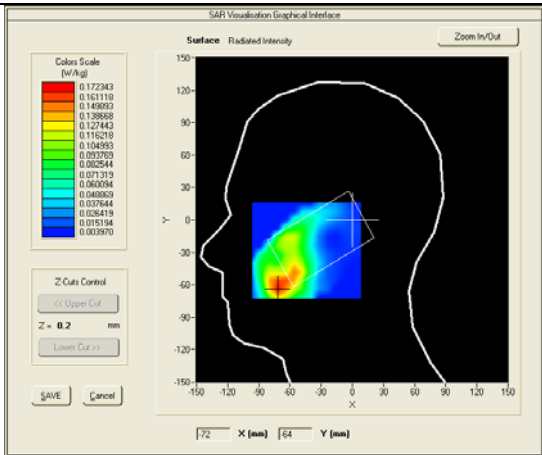 SAR Visualisation Graphical Interface
Surface Radiated Intensity
Zoom In/Out
Colors Scale
(W/kg)
0.172343
0.161118
0.149893
0.138668
0.127443
0.116218
0.104993
0.093769
0.082544
0.071319
0.060094
0.048869
0.037644
0.026419
0.015194
0.003970
Z Cuts Control
<< Upper Cut
Z = 0.2 mm
Lower Cut >>
SAVE Cancel
150
120
90
60
30
0
-30
-60
-90
-120
-150
Y
-150 -120 -90 -60 -30 0 30 60 90 120 150
X
-72 X (mm) -64 Y (mm)